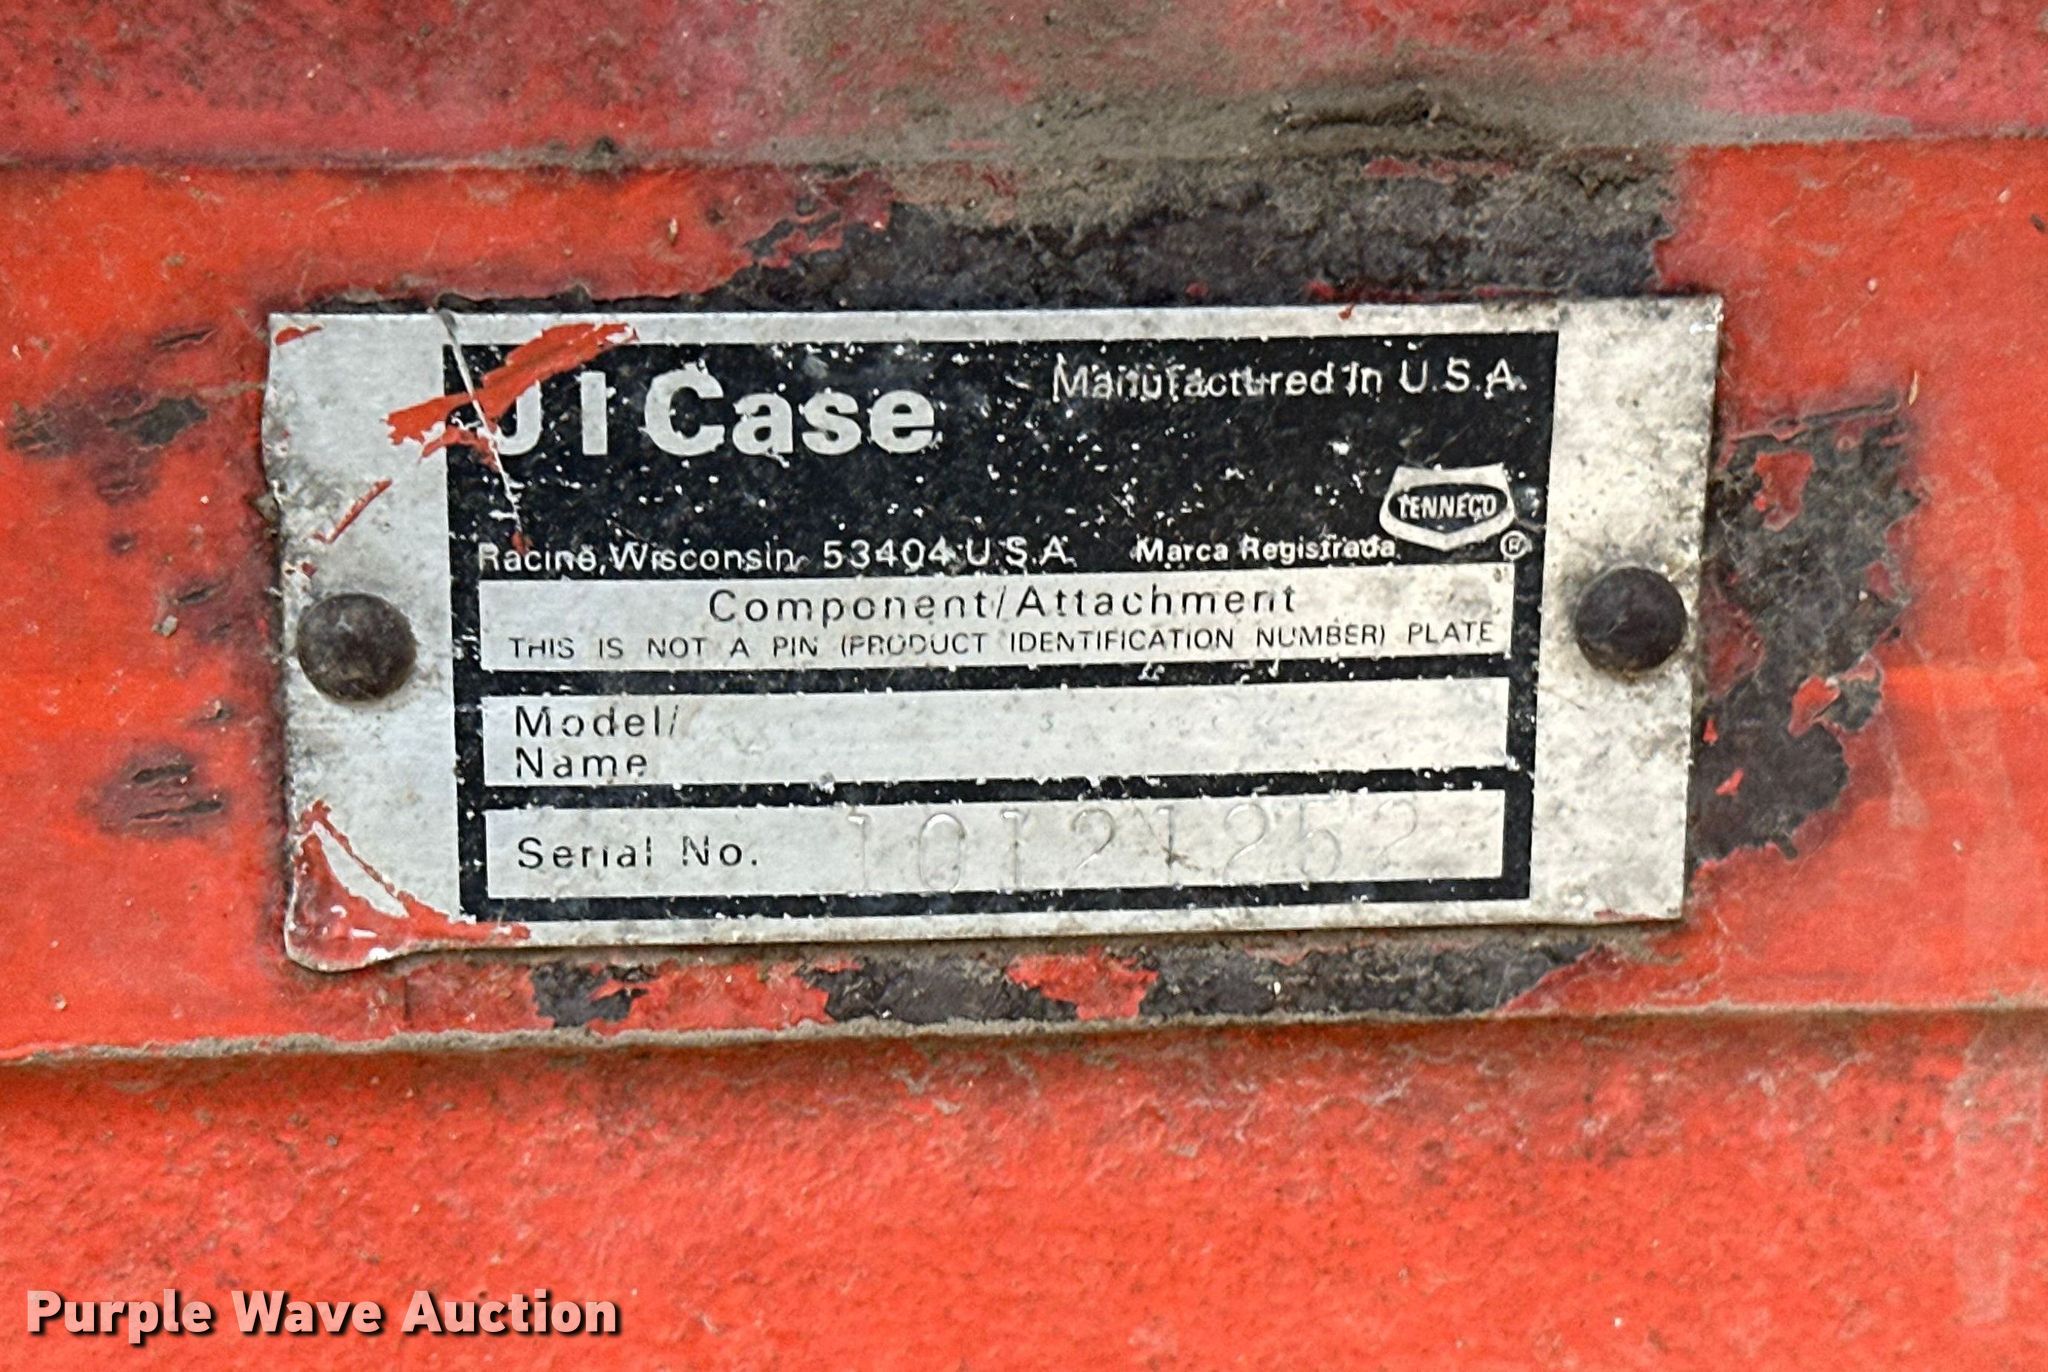 J I Case
Manufactured In U.S.A.
TENNECO
®
Racine, Wisconsin 53404 U.S.A.
Marca Registrada
Component/Attachment
THIS IS NOT A PIN (PRODUCT IDENTIFICATION NUMBER) PLATE
Model/
Name
Serial No. 10121252
Purple Wave Auction